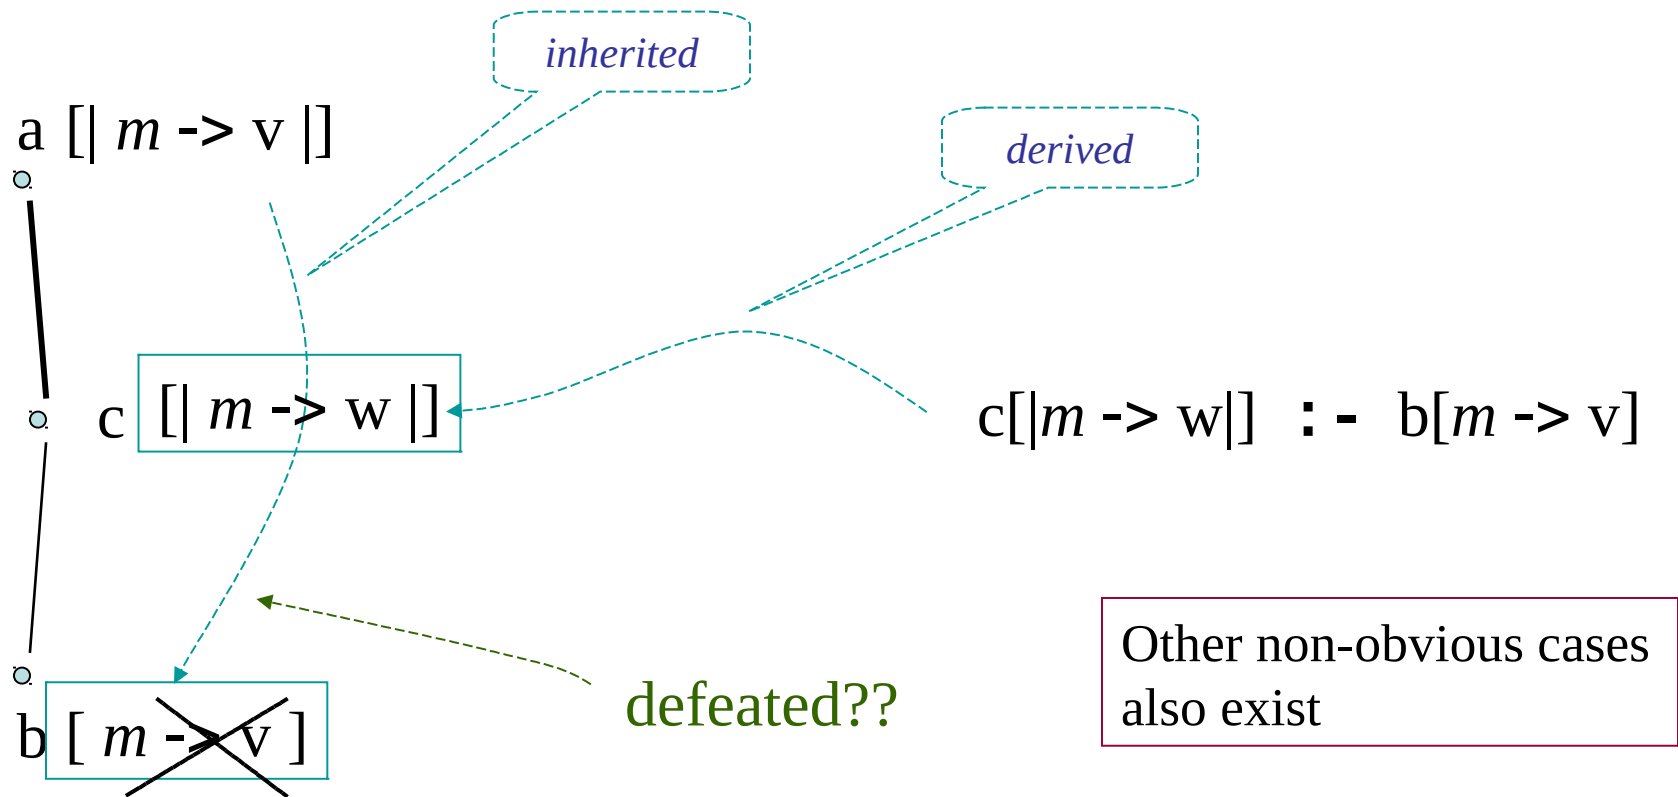 inherited
a [| m -> v |]
derived
c [| m -> w |]
c[|m -> w|] :- b[m -> v]
Other non-obvious cases
also exist
defeated??
b [ m -> v ]